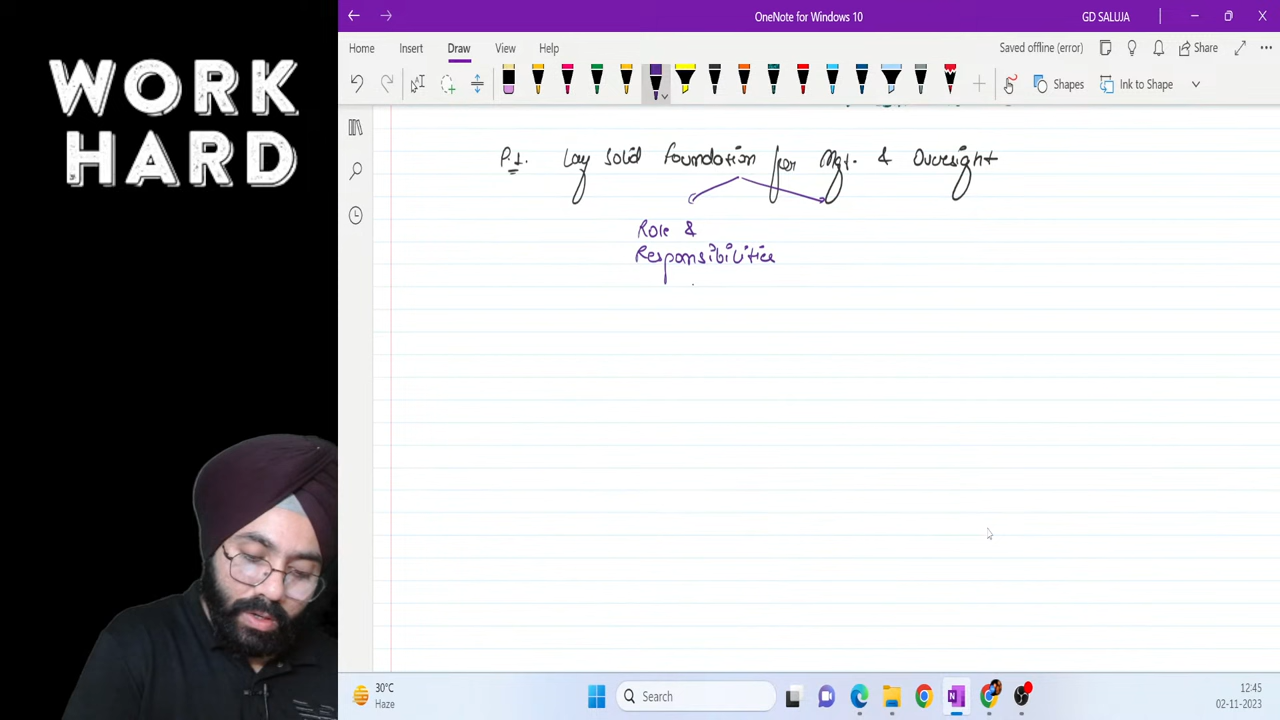 WORK
HARD
OneNote for Windows 10
GD SALUJA
Home
Insert
Draw
View
Help
Saved offline (error)
Share
Shapes
Ink to Shape
P.1. Lay Solid foundation for Mgt. & Oversight
Role &
Responsibilities
30°C
Haze
Search
12:45
02-11-2023